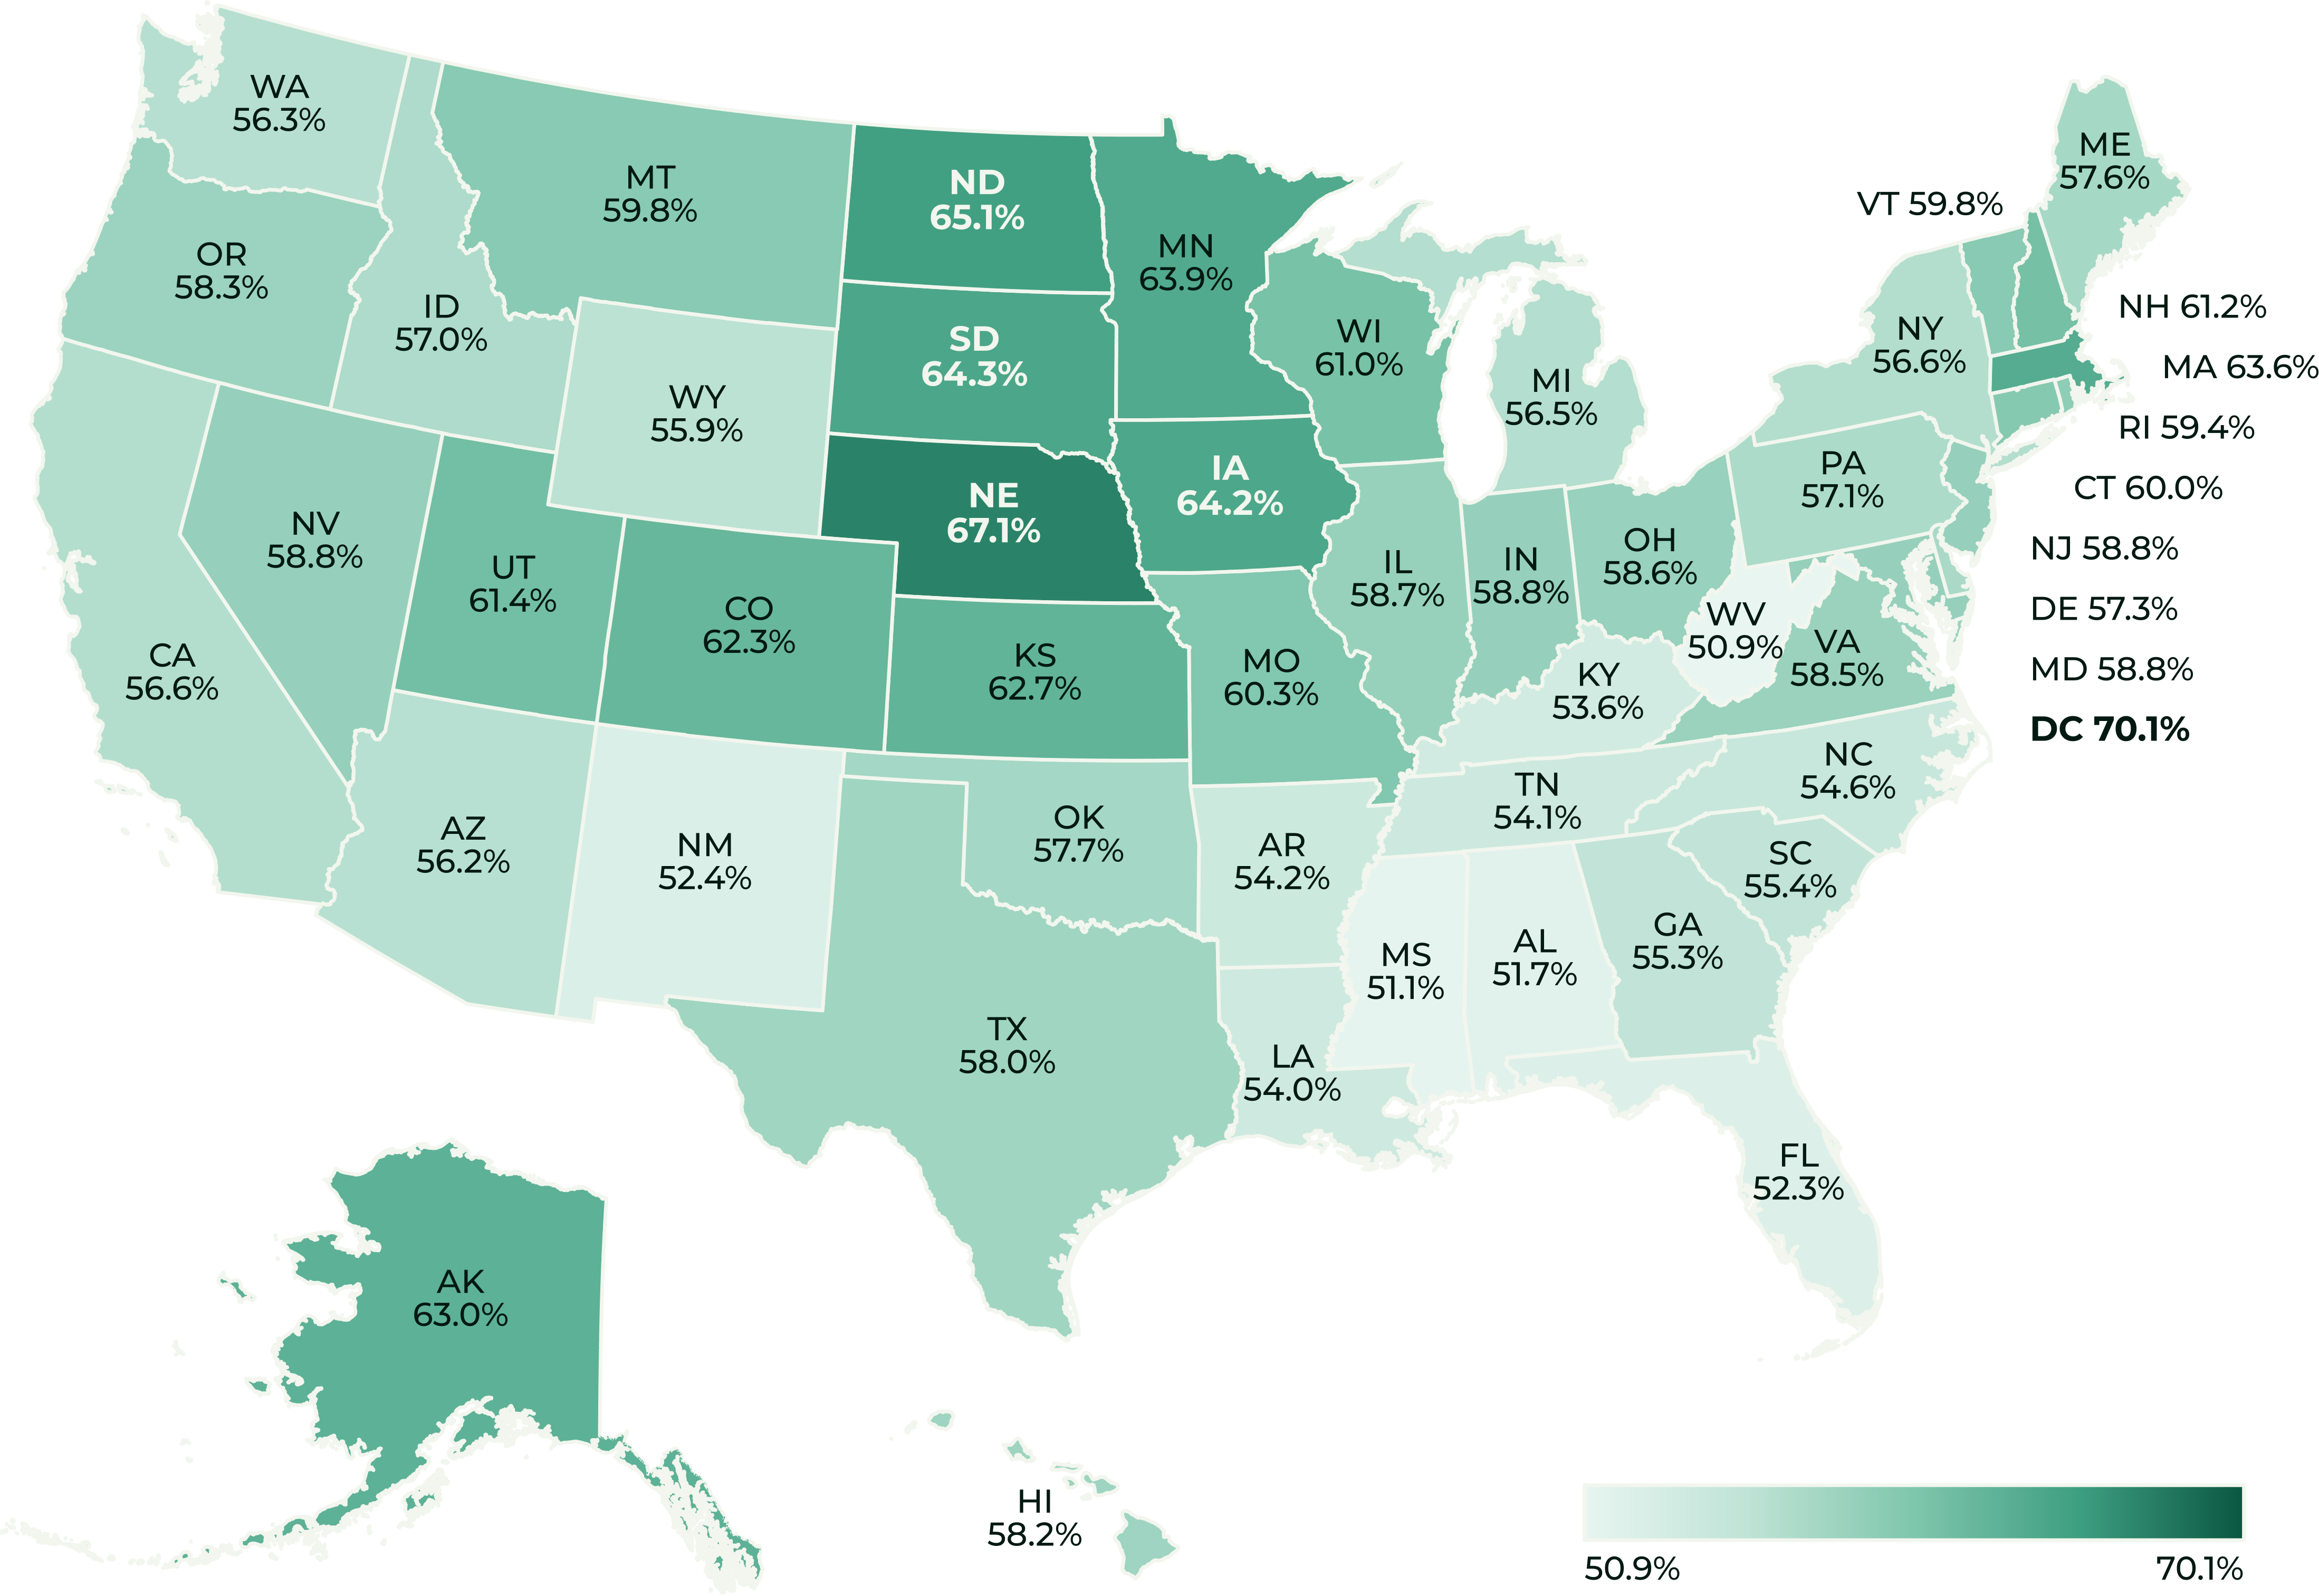 WA
56.3%
OR
58.3%
ID
57.0%
MT
59.8%
ND
65.1%
MN
63.9%
SD
64.3%
WY
55.9%
NE
67.1%
IA
64.2%
WI
61.0%
MI
56.5%
VT 59.8%
ME
57.6%
NY
56.6%
NH 61.2%
MA 63.6%
RI 59.4%
CT 60.0%
NJ 58.8%
DE 57.3%
MD 58.8%
DC 70.1%
PA
57.1%
NV
58.8%
UT
61.4%
CO
62.3%
CA
56.6%
KS
62.7%
MO
60.3%
IL
58.7%
IN
58.8%
OH
58.6%
WV
50.9%
VA
58.5%
KY
53.6%
NC
54.6%
TN
54.1%
AZ
56.2%
NM
52.4%
OK
57.7%
AR
54.2%
SC
55.4%
GA
55.3%
AL
51.7%
MS
51.1%
TX
58.0%
LA
54.0%
FL
52.3%
AK
63.0%
HI
58.2%
50.9%
70.1%